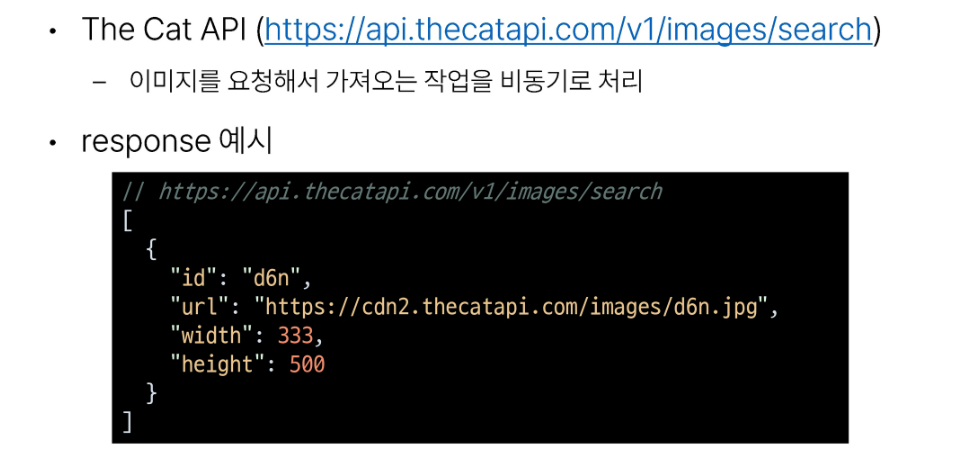 • The Cat API (https://api.thecatapi.com/v1/images/search)
– 이미지를 요청해서 가져오는 작업을 비동기로 처리
• response 예시
// https://api.thecatapi.com/v1/images/search
[
  {
    "id": "d6n",
    "url": "https://cdn2.thecatapi.com/images/d6n.jpg",
    "width": 333,
    "height": 500
  }
]